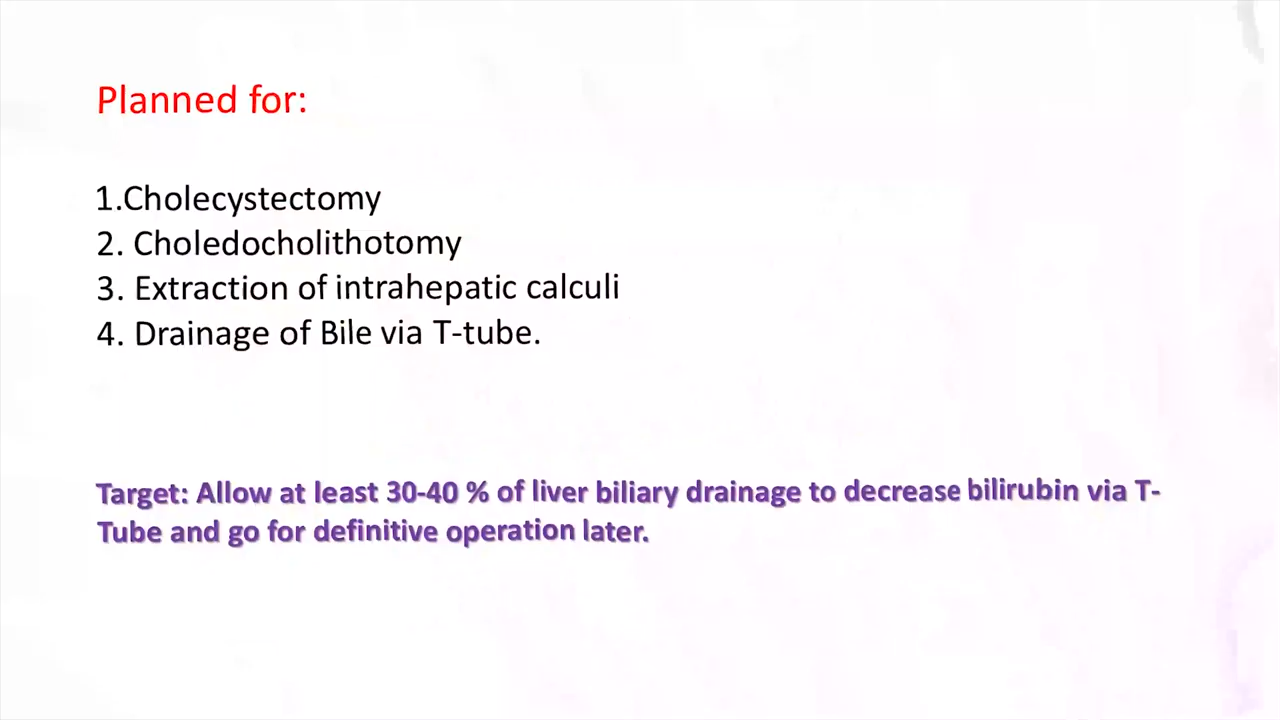 Planned for:
1.Cholecystectomy
2. Choledocholithotomy
3. Extraction of intrahepatic calculi
4. Drainage of Bile via T-tube.
Target: Allow at least 30-40 % of liver biliary drainage to decrease bilirubin via T-
Tube and go for definitive operation later.